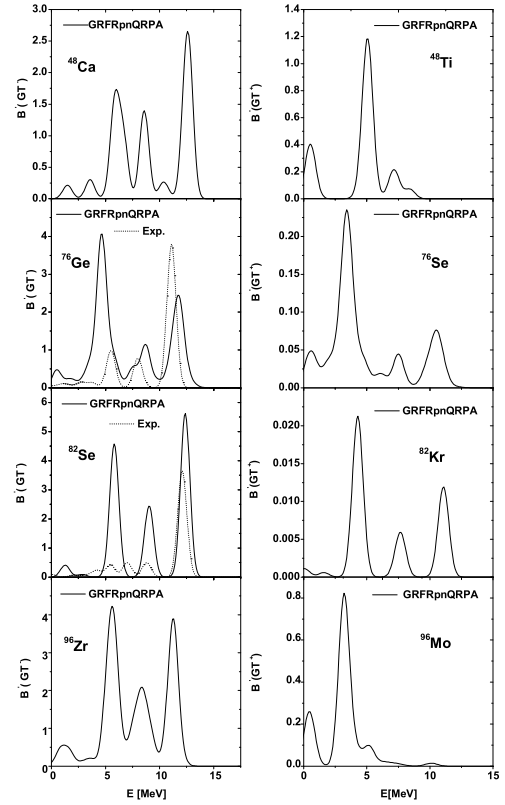 GRFRpnQRPA
48Ca
B-( GT-)
3.0
2.5
2.0
1.5
1.0
0.5
0.0
GRFRpnQRPA
48Ti
B+(GT+)
1.4
1.2
1.0
0.8
0.6
0.4
0.2
0.0
GRFRpnQRPA
Exp.
76Ge
B-( GT-)
4
3
2
1
0
GRFRpnQRPA
76Se
B+(GT+)
0.20
0.15
0.10
0.05
0.00
GRFRpnQRPA
Exp.
82Se
B-( GT-)
6
5
4
3
2
1
0
GRFRpnQRPA
82Kr
B+(GT+)
0.020
0.015
0.010
0.005
0.000
GRFRpnQRPA
96Zr
B-( GT-)
4
3
2
1
0
0 5 10 15
E [MeV]
GRFRpnQRPA
96Mo
B+(GT+)
0.8
0.6
0.4
0.2
0.0
0 5 10 15
E[MeV]